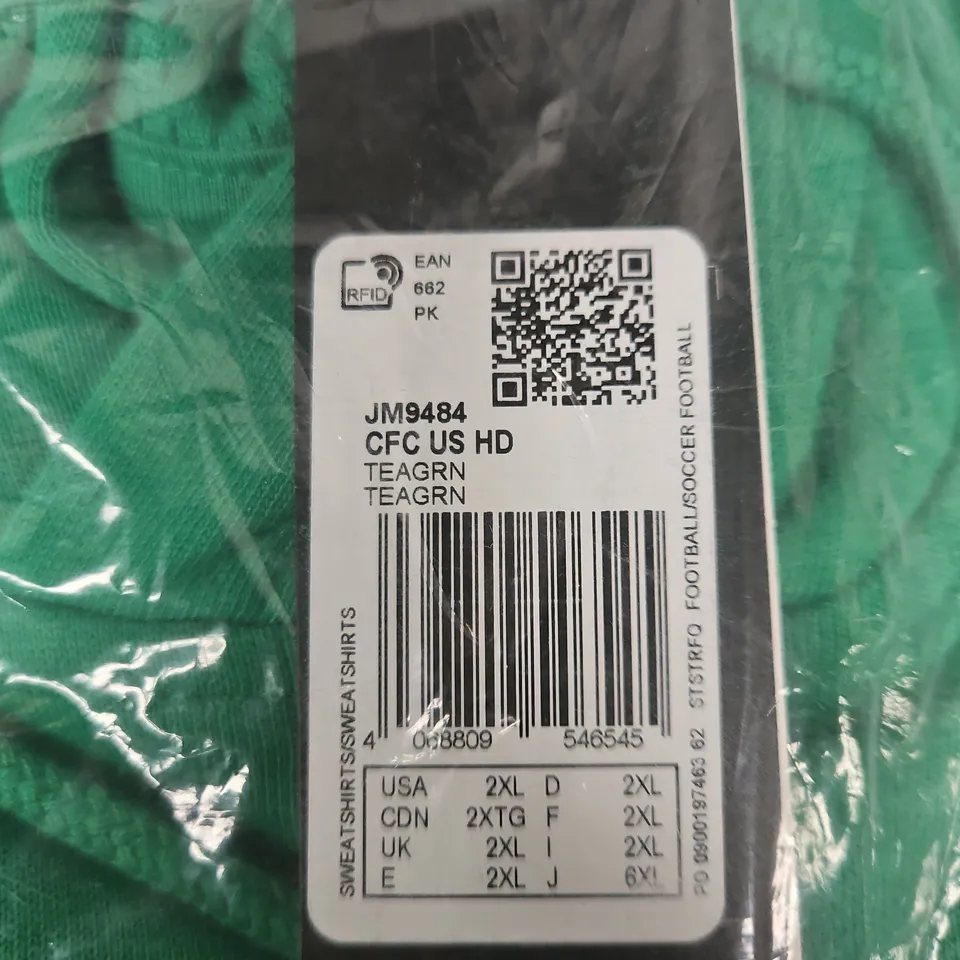 RFID
EAN
662
PK
JM9484
CFC US HD
TEAGRN
TEAGRN
4 068809 546545
USA 2XL D 2XL
CDN 2XTG F 2XL
UK 2XL I 2XL
E 2XL J 6XL
SWEATSHIRTS/SWEATSHIRTS
PO 0900197463 62 STSTRFO FOOTBALL/SOCCER FOOTBALL